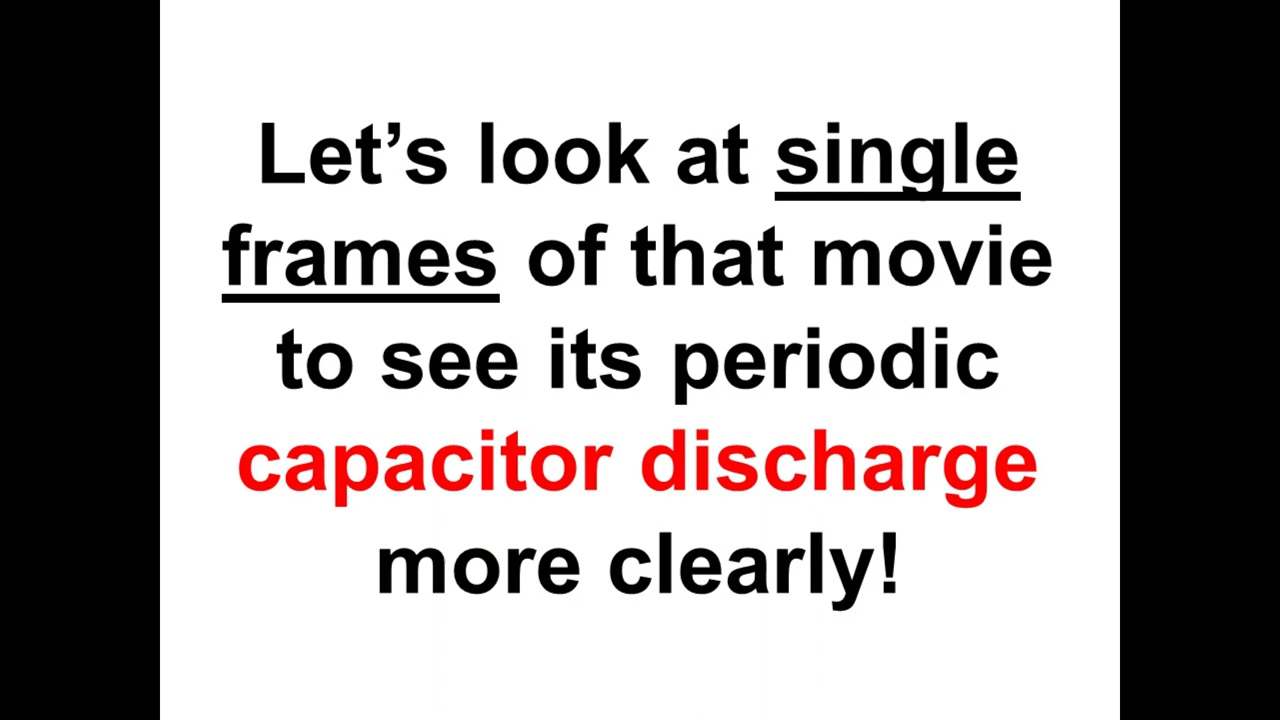 Let’s look at single
frames of that movie
to see its periodic
capacitor discharge
more clearly!